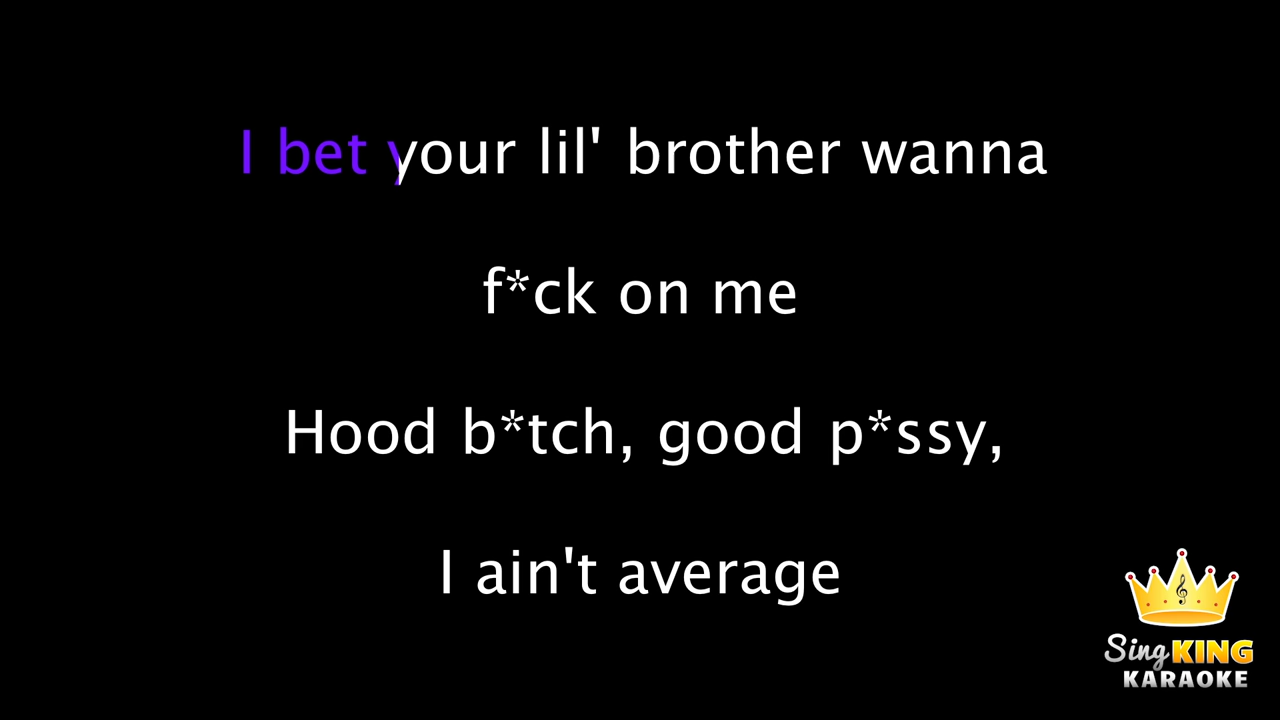 I bet your lil' brother wanna
f*ck on me
Hood b*tch, good p*ssy,
I ain't average
Sing KING
KARAOKE